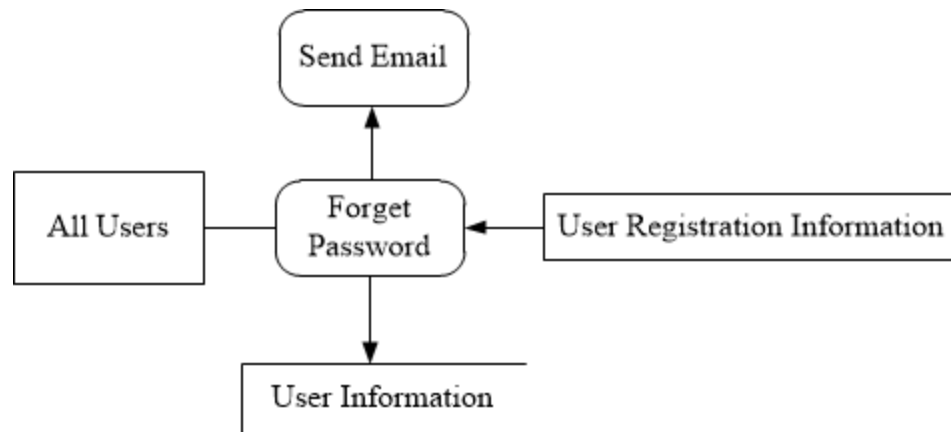 Send Email
All Users
Forget
Password
User Registration Information
User Information